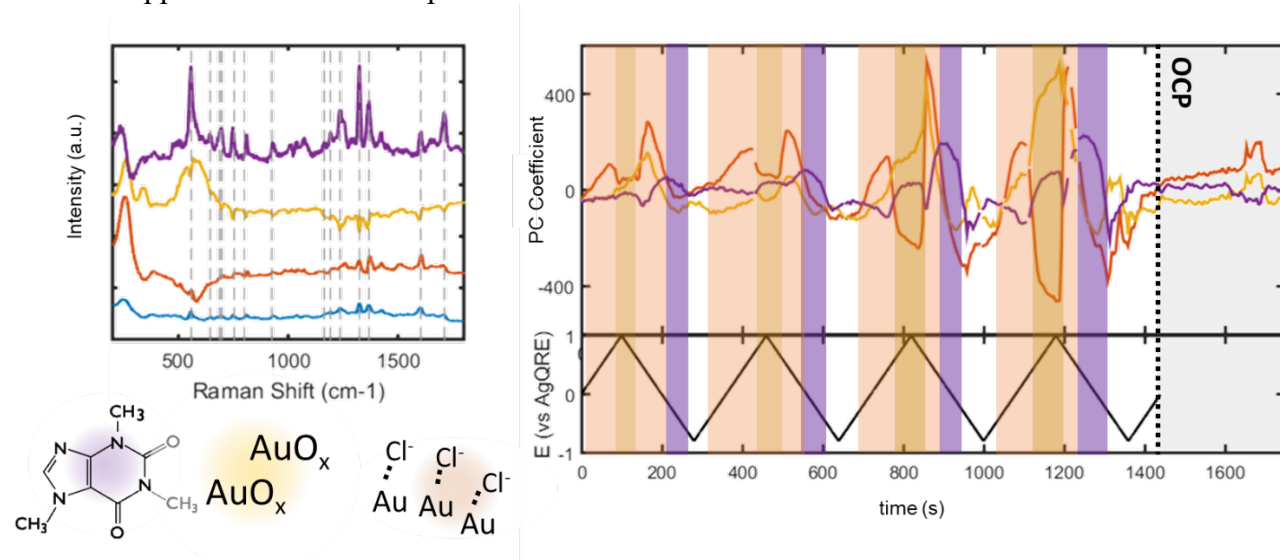 Intensity (a.u.)
500
1000
1500
Raman Shift (cm-1)
CH3
N
N
O
N
CH3
N
CH3
O
AuOx
AuOx
Cl-
Cl-
Cl-
Au
Au
Au
PC Coefficient
400
0
-400
OCP
E (vs AgQRE)
1
0
-1
0
200
400
600
800
1000
1200
1400
1600
time (s)